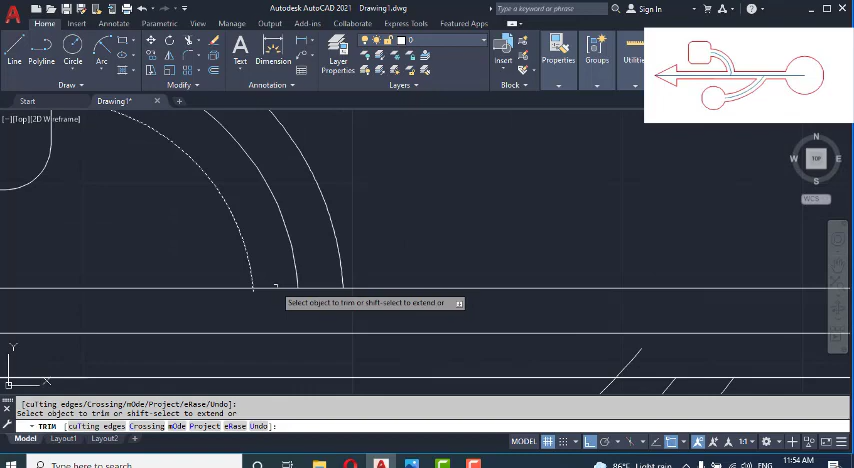 Autodesk AutoCAD 2021 Drawing1.dwg
Type a keyword or phrase
Sign In
Home Insert Annotate Parametric View Manage Output Add-ins Collaborate Express Tools Featured Apps
Line Polyline Circle Arc
Text Dimension
Layer Properties
0
Insert
Properties
Groups
Utilities
Draw Modify Annotation Layers Block
Start Drawing1*
[−][Top][2D Wireframe]
N
W TOP E
S
WCS
Select object to trim or shift-select to extend or
Y
X
[cuTting edges/Crossing/mOde/Project/eRase/Undo]:
Select object to trim or shift-select to extend or
TRIM [cuTting edges Crossing mOde Project eRase Undo]:
Model Layout1 Layout2 +
MODEL 1:1
Type here to search
86°F Light rain ENG
11:54 AM